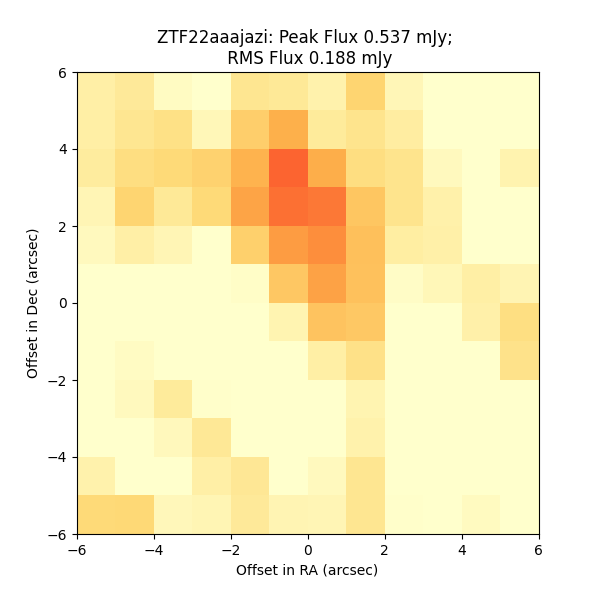 ZTF22aaajazi: Peak Flux 0.537 mJy;
RMS Flux 0.188 mJy
6
4
2
0
−2
−4
−6
Offset in Dec (arcsec)
−6 −4 −2 0 2 4 6
Offset in RA (arcsec)